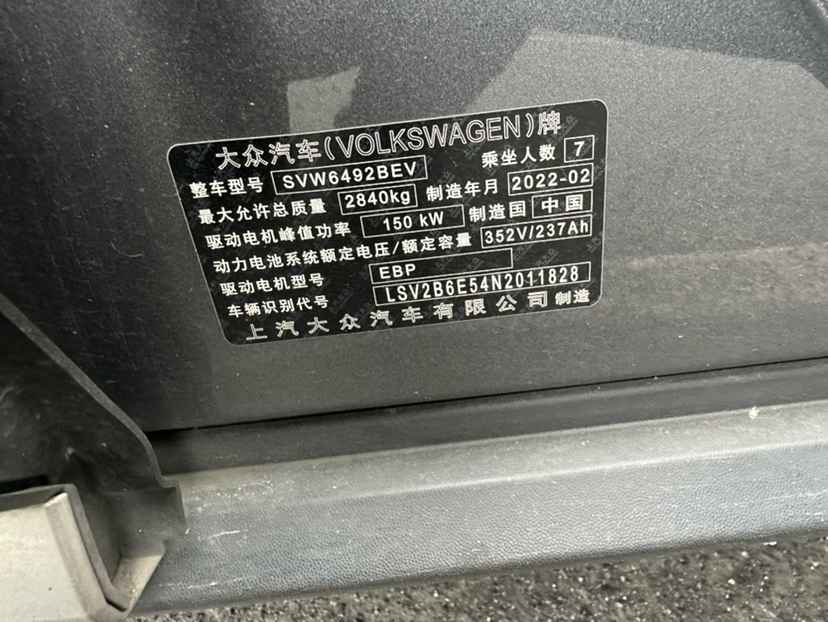 大众汽车(VOLKSWAGEN)牌
整车型号 SVW6492BEV 乘坐人数 7
最大允许总质量 2840kg 制造年月 2022-02
驱动电机峰值功率 150 kW 制造国 中国
动力电池系统额定电压/额定容量 352V/237Ah
驱动电机型号 EBP
车辆识别代号 LSV2B6E54N2011828
上汽大众汽车有限公司 制造